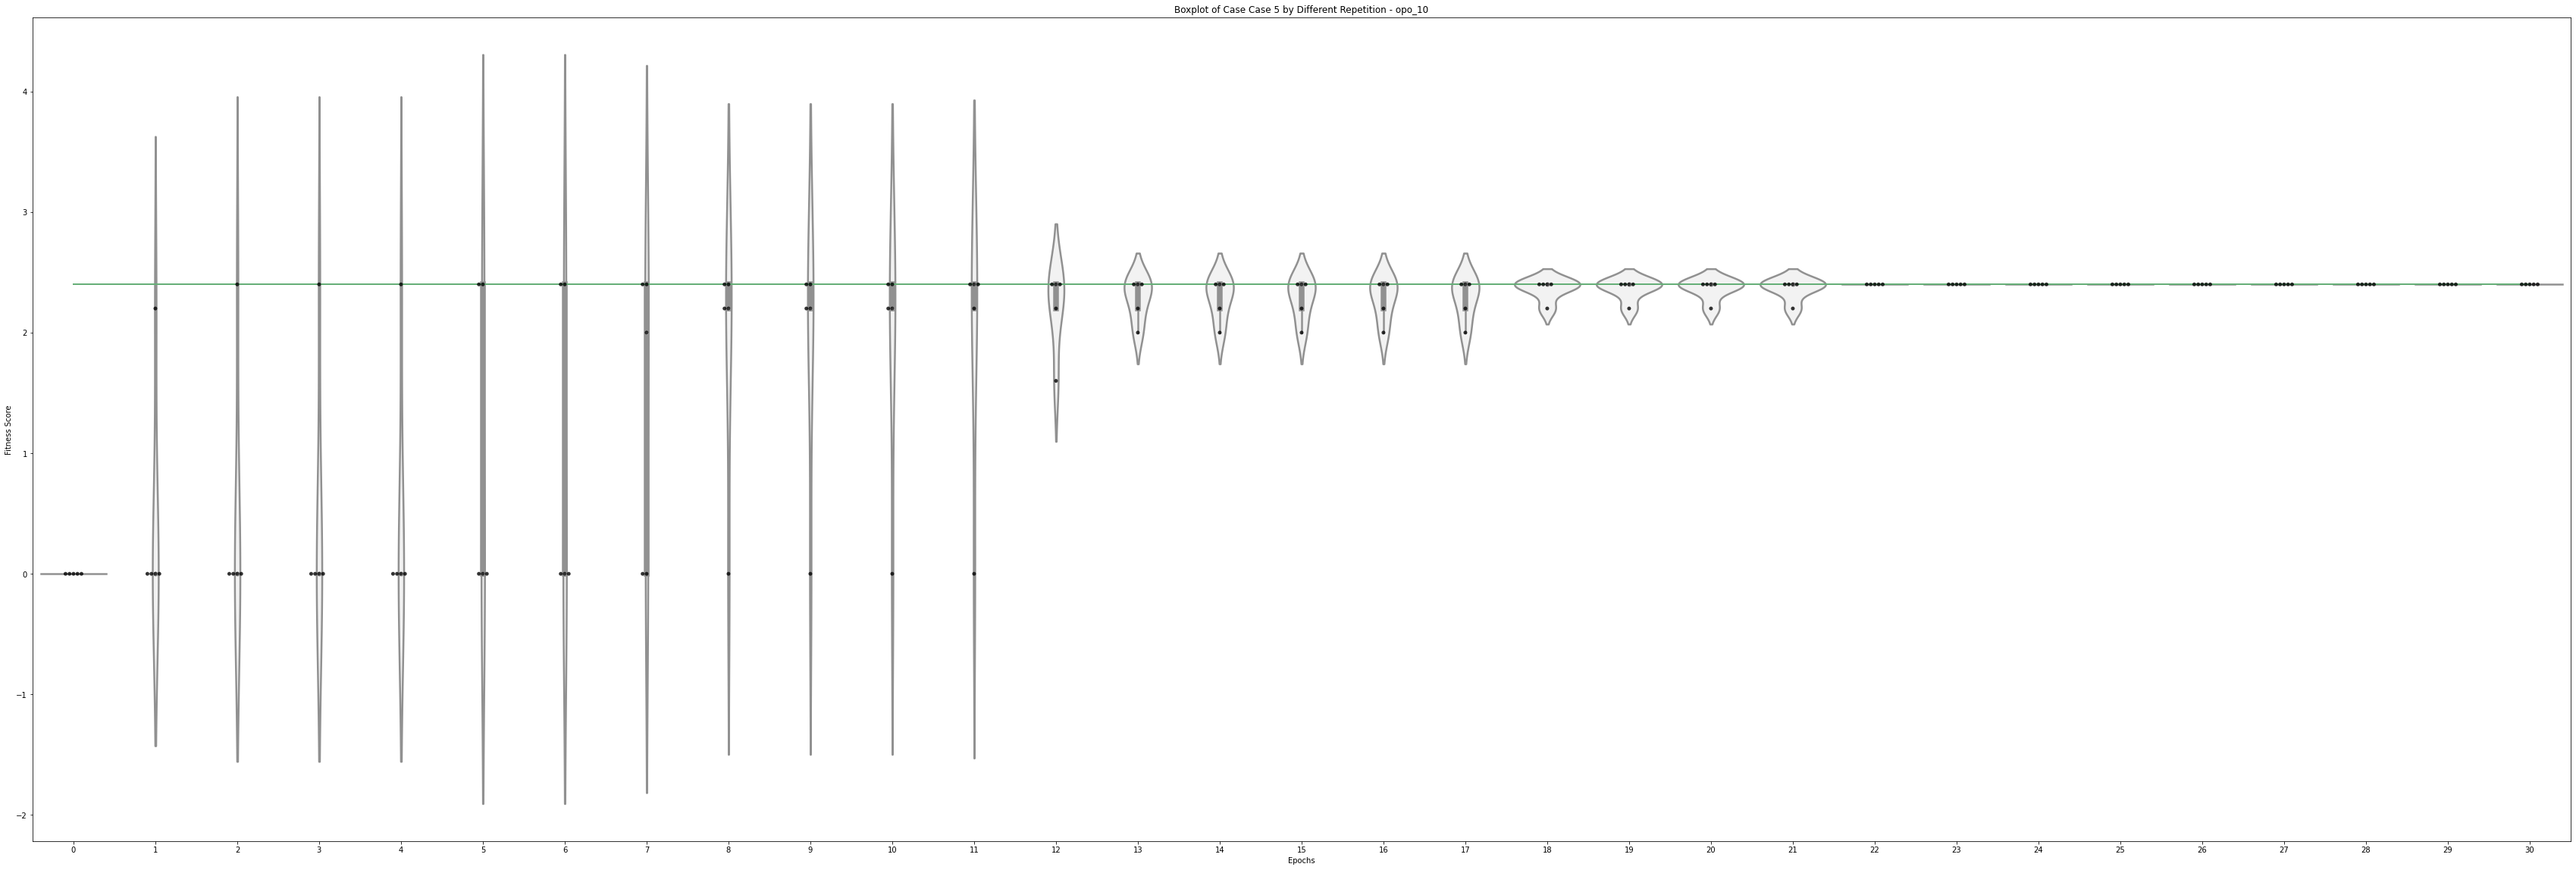 Boxplot of Case Case 5 by Different Repetition - opo_10
Fitness Score
4
3
2
1
0
−1
−2
0 1 2 3 4 5 6 7 8 9 10 11 12 13 14 15 16 17 18 19 20 21 22 23 24 25 26 27 28 29 30
Epochs